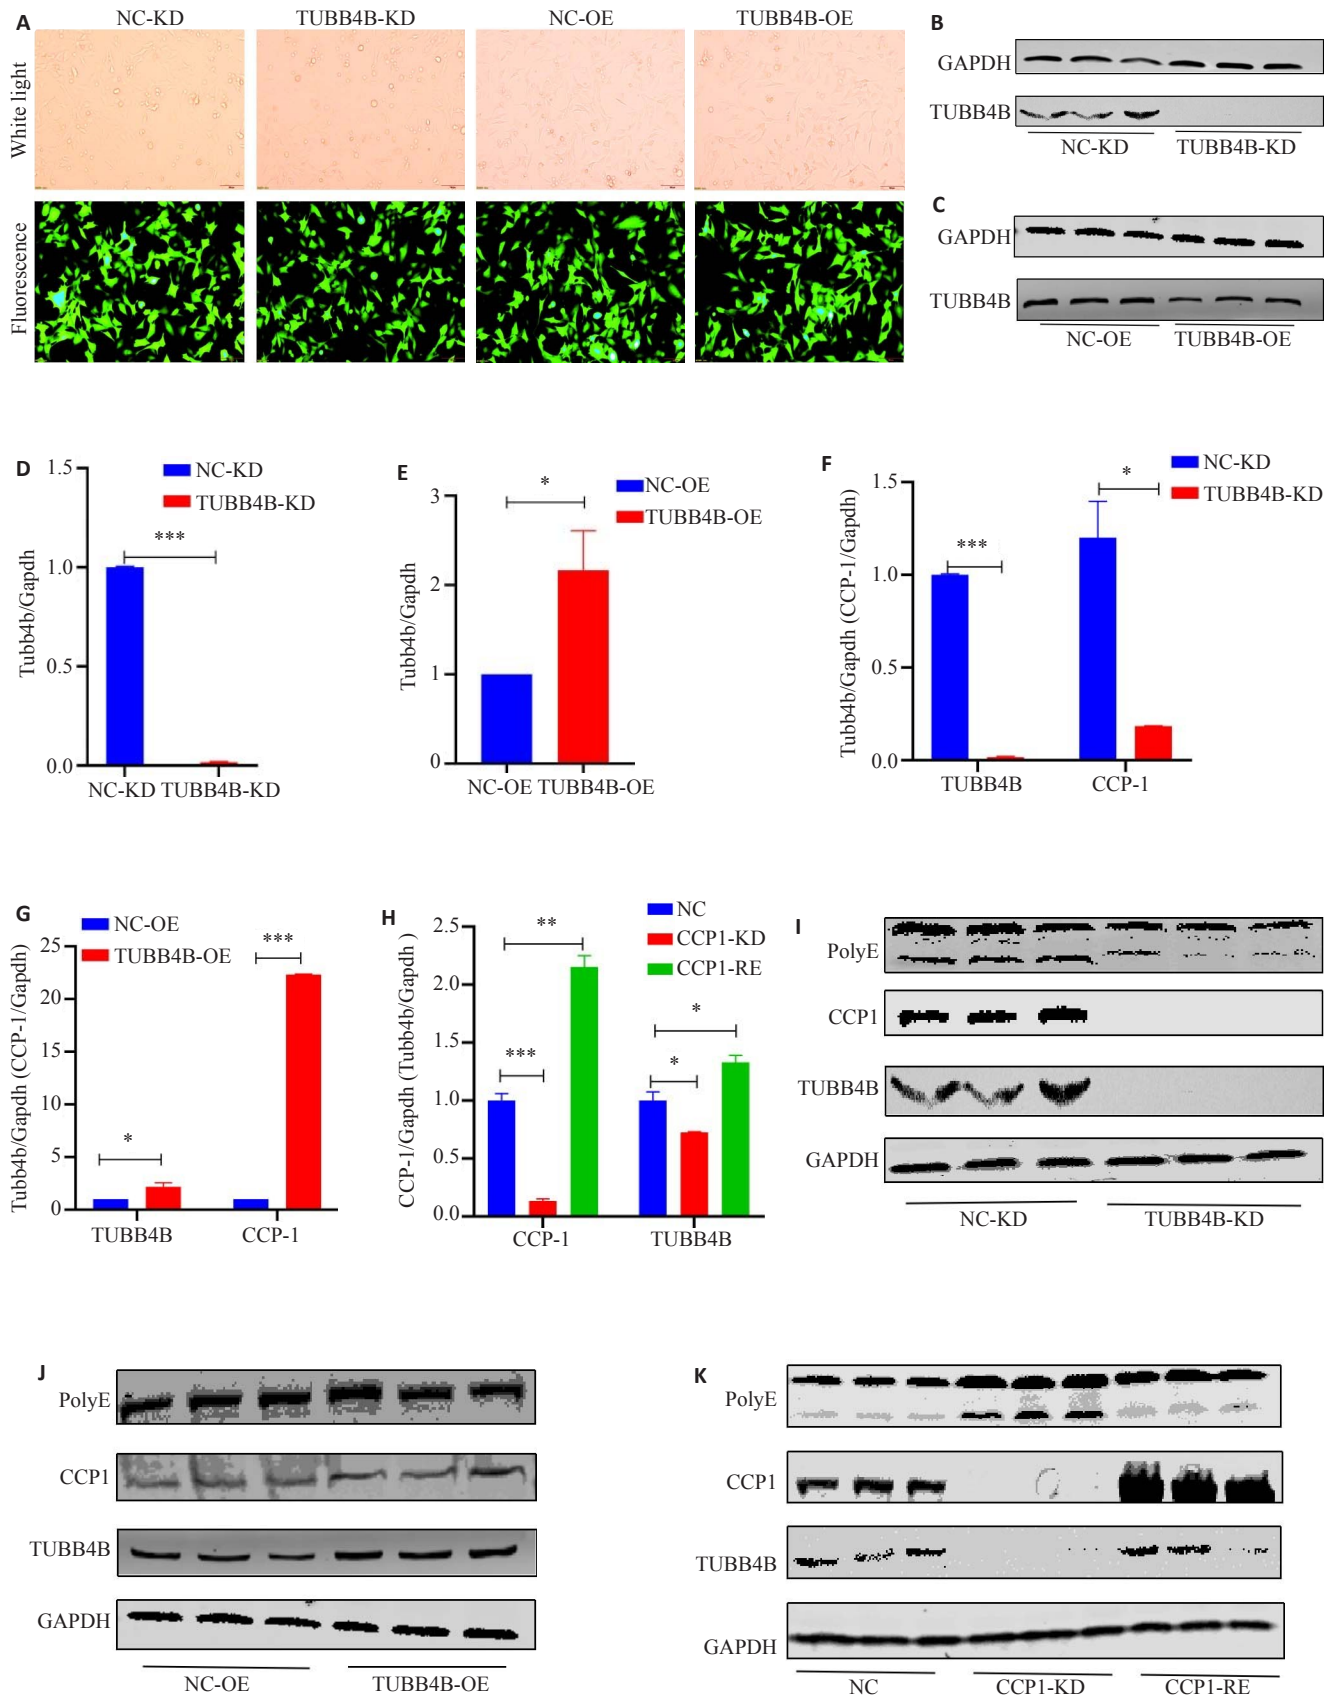 A
NC-KD
TUBB4B-KD
NC-OE
TUBB4B-OE
White light
Fluorescence
B
GAPDH
TUBB4B
NC-KD
TUBB4B-KD
C
GAPDH
TUBB4B
NC-OE
TUBB4B-OE
D
NC-KD
TUBB4B-KD
Tubb4b/Gapdh
1.5
1.0
0.5
0.0
***
NC-KD
TUBB4B-KD
E
NC-OE
TUBB4B-OE
Tubb4b/Gapdh
3
2
1
0
*
NC-OE
TUBB4B-OE
F
NC-KD
TUBB4B-KD
Tubb4b/Gapdh (CCP-1/Gapdh)
1.5
1.0
0.5
0.0
***
*
TUBB4B
CCP-1
G
NC-OE
TUBB4B-OE
Tubb4b/Gapdh (CCP-1/Gapdh)
25
20
15
10
5
0
*
***
TUBB4B
CCP-1
H
NC
CCP1-KD
CCP1-RE
CCP-1/Gapdh (Tubb4b/Gapdh )
2.5
2.0
1.5
1.0
0.5
0.0
**
***
*
*
CCP-1
TUBB4B
I
PolyE
CCP1
TUBB4B
GAPDH
NC-KD
TUBB4B-KD
J
PolyE
CCP1
TUBB4B
GAPDH
NC-OE
TUBB4B-OE
K
PolyE
CCP1
TUBB4B
GAPDH
NC
CCP1-KD
CCP1-RE